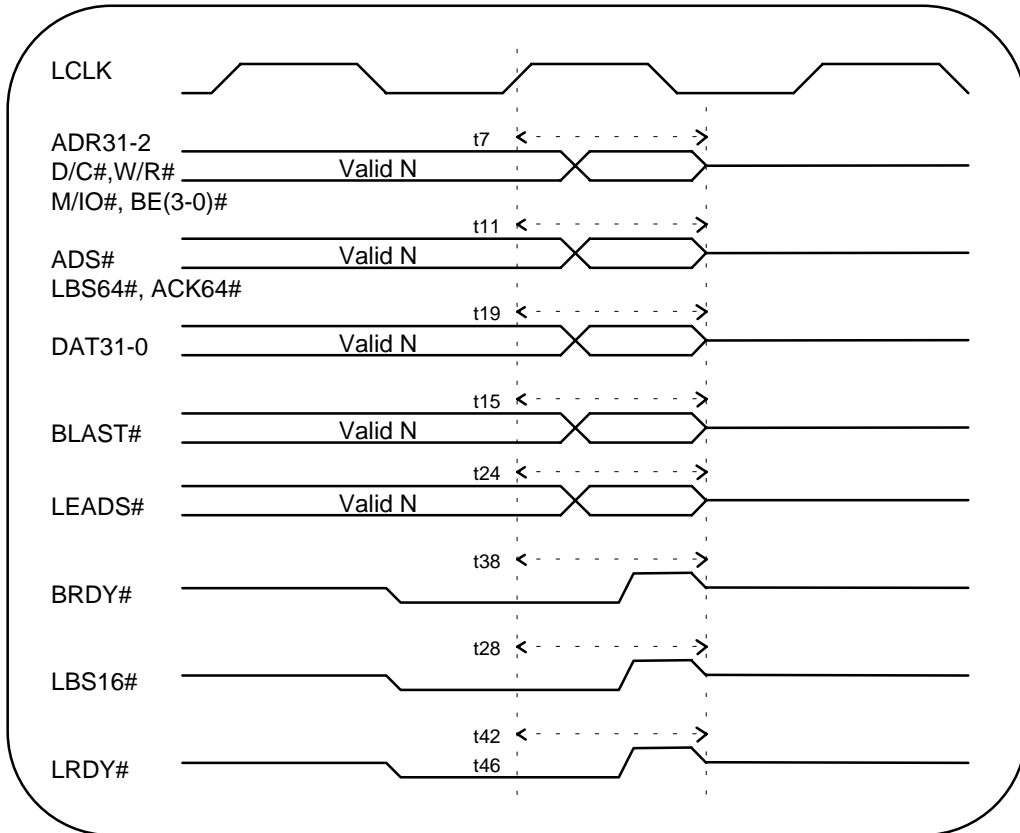 LCLK
t7
ADR31-2
D/C#,W/R#
Valid N
M/IO#, BE(3-0)#
t11
ADS#
Valid N
LBS64#, ACK64#
t19
DAT31-0
Valid N
t15
BLAST#
Valid N
t24
LEADS#
Valid N
t38
BRDY#
t28
LBS16#
t42
LRDY#
t46